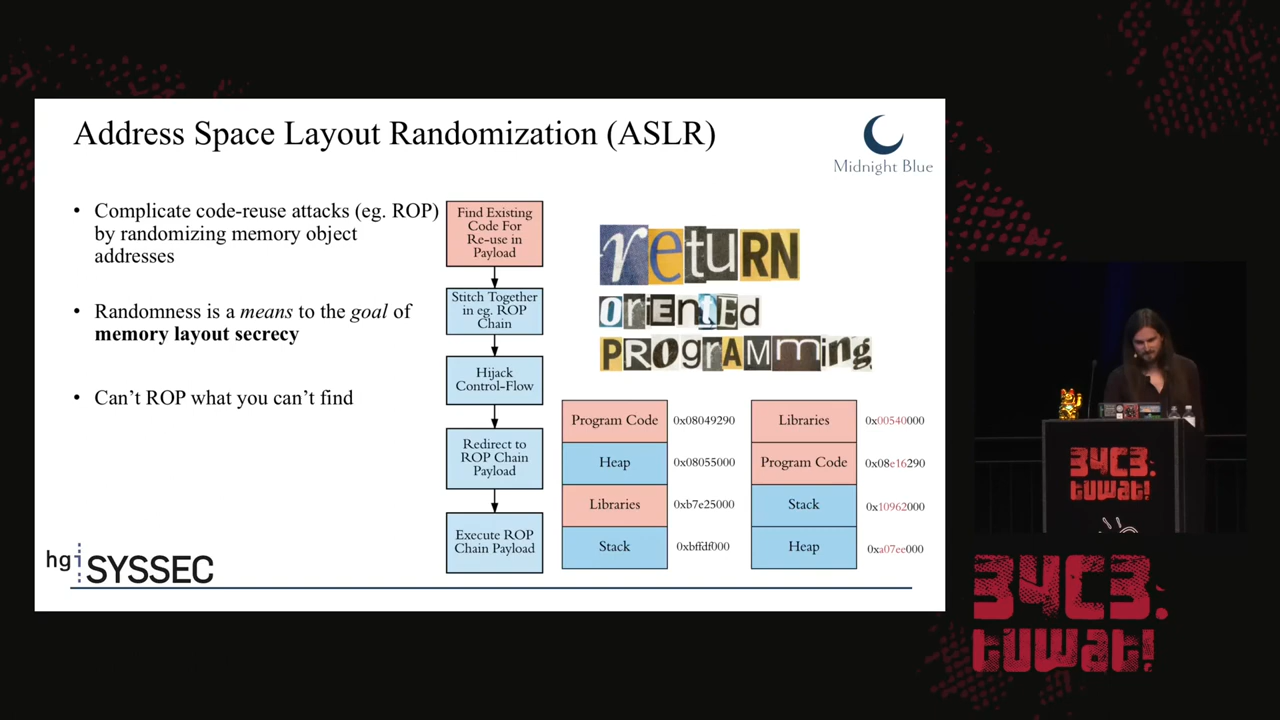 Address Space Layout Randomization (ASLR)
Midnight Blue
• Complicate code-reuse attacks (eg. ROP)
by randomizing memory object
addresses
• Randomness is a means to the goal of
memory layout secrecy
• Can't ROP what you can't find
Find Existing
Code For
Re-use in
Payload
Stitch Together
in eg. ROP
Chain
Hijack
Control-Flow
Redirect to
ROP Chain
Payload
Execute ROP
Chain Payload
return
oriented
PROgrAmming
Program Code 0x08049290
Heap 0x08055000
Libraries 0xb7e25000
Stack 0xbffdf000
Libraries 0x00540000
Program Code 0x08e16290
Stack 0x10962000
Heap 0xa07ee000
hgi SYSSEC
34C3.
tuwat!
34C3.
tuwat!